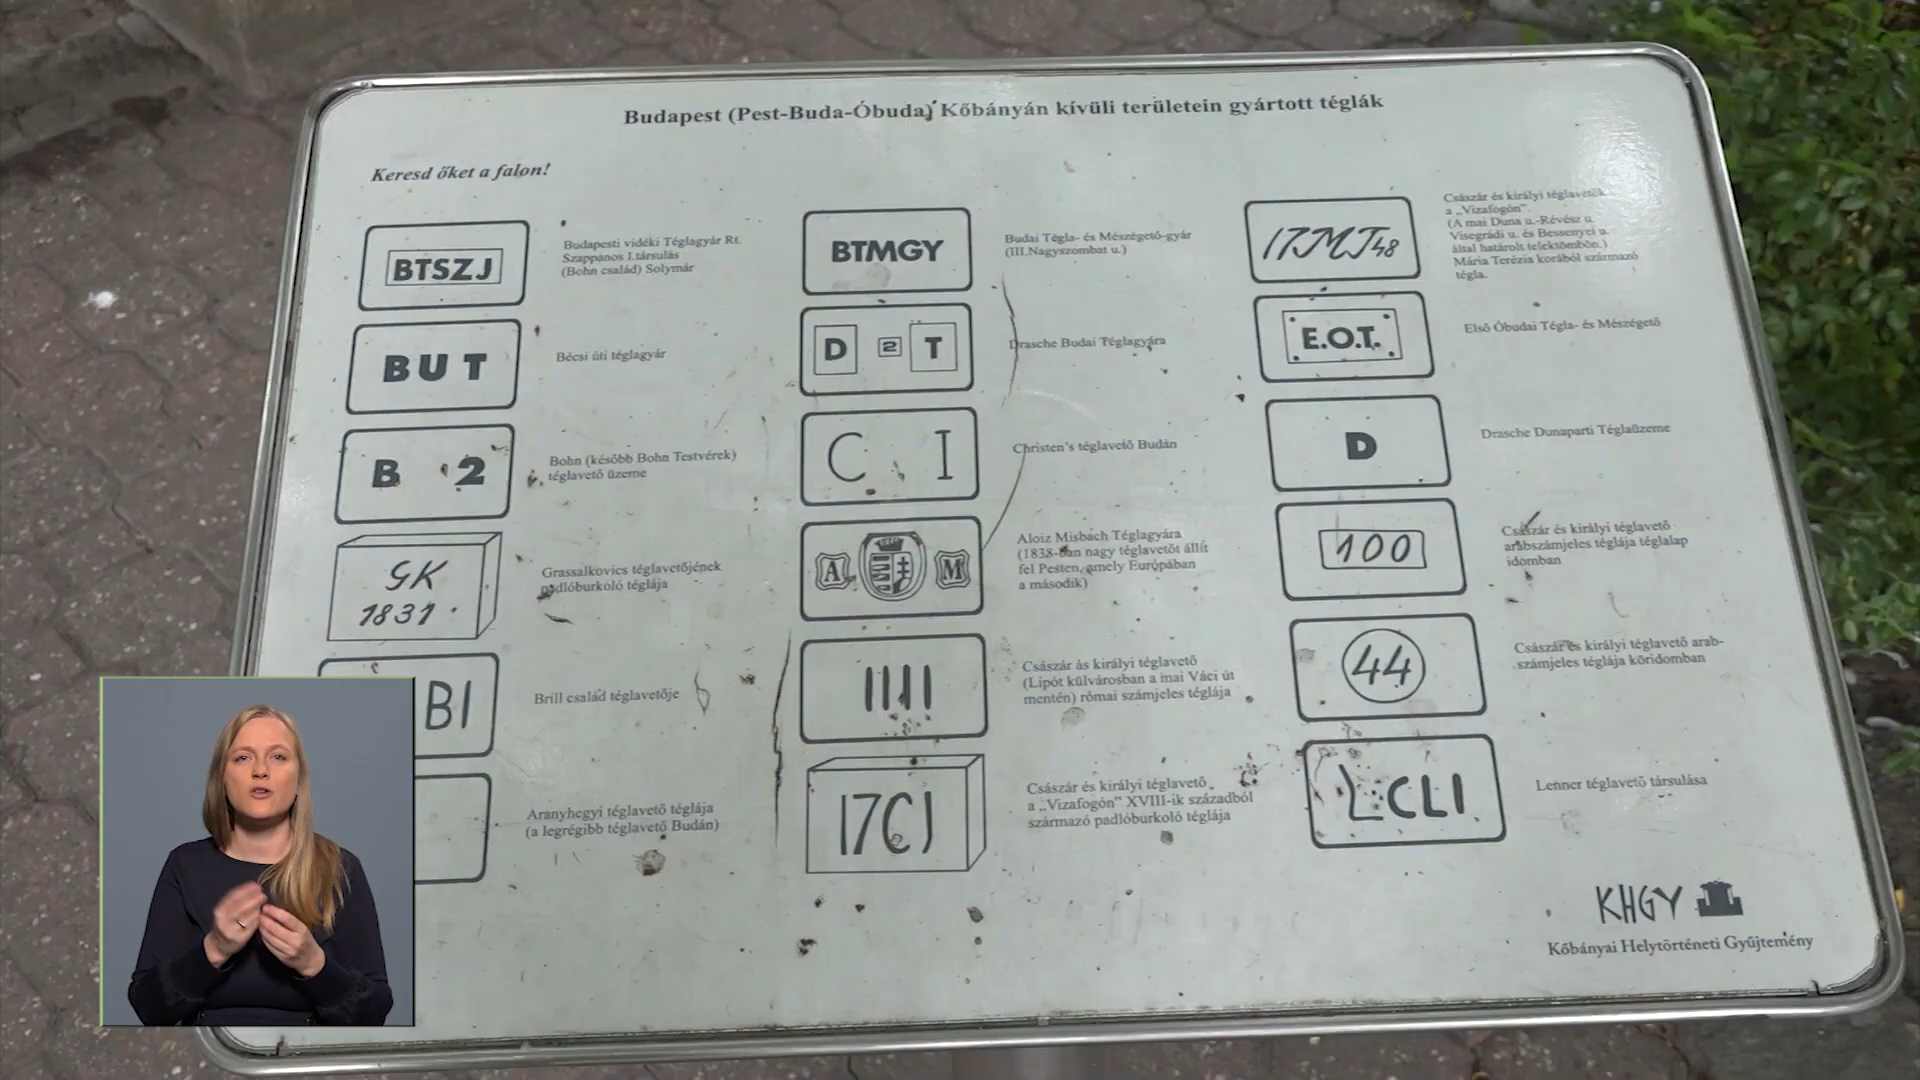 Budapest (Pest-Buda-Óbuda) Kőbányán kívüli területein gyártott téglák
Keresd őket a falon!
BTSZJ
Budapesti vidéki Téglagyár Rt.
Szappanos I.társulás
(Bohn család) Solymár
BUT
Bécsi úti téglagyár
B 2
Bohn (később Bohn Testvérek)
téglavető üzeme
GK
1831.
Grassalkovics téglavetőjének
padlóburkoló téglája
BI
Brill család téglavetője
Aranyhegyi téglavető téglája
(a legrégibb téglavető Budán)
BTMGY
Budai Tégla- és Mészégető-gyár
(III.Nagyszombat u.)
D 2 T
Drasche Budai Téglagyára
C I
Christen's téglavető Budán
A M
Aloiz Misbach Téglagyára
(1838-ban nagy téglavetőt állít
fel Pesten, amely Európában
a második)
IIII
Császár ás királyi téglavető
(Lipót külvárosban a mai Váci út
mentén) római számjeles téglája
17CI
Császár és királyi téglavető
a „Vizafogón" XVIII-ik századból
származó padlóburkoló téglája
17MT48
Császár és királyi téglavetők
a „Vizafogón".
(A mai Duna u.-Révész u.
Visegrádi u. és Bessenyei u.
által határolt telektömbön.)
Mária Terézia korából származó
tégla.
E.O.T.
Első Óbudai Tégla- és Mészégető
D
Drasche Dunaparti Téglaüzeme
100
Császár és királyi téglavető
arabszámjeles téglája téglalap
idomban
44
Császár és királyi téglavető arab-
számjeles téglája köridomban
L.CLI
Lenner téglavető társulása
KHGY
Kőbányai Helytörténeti Gyűjtemény